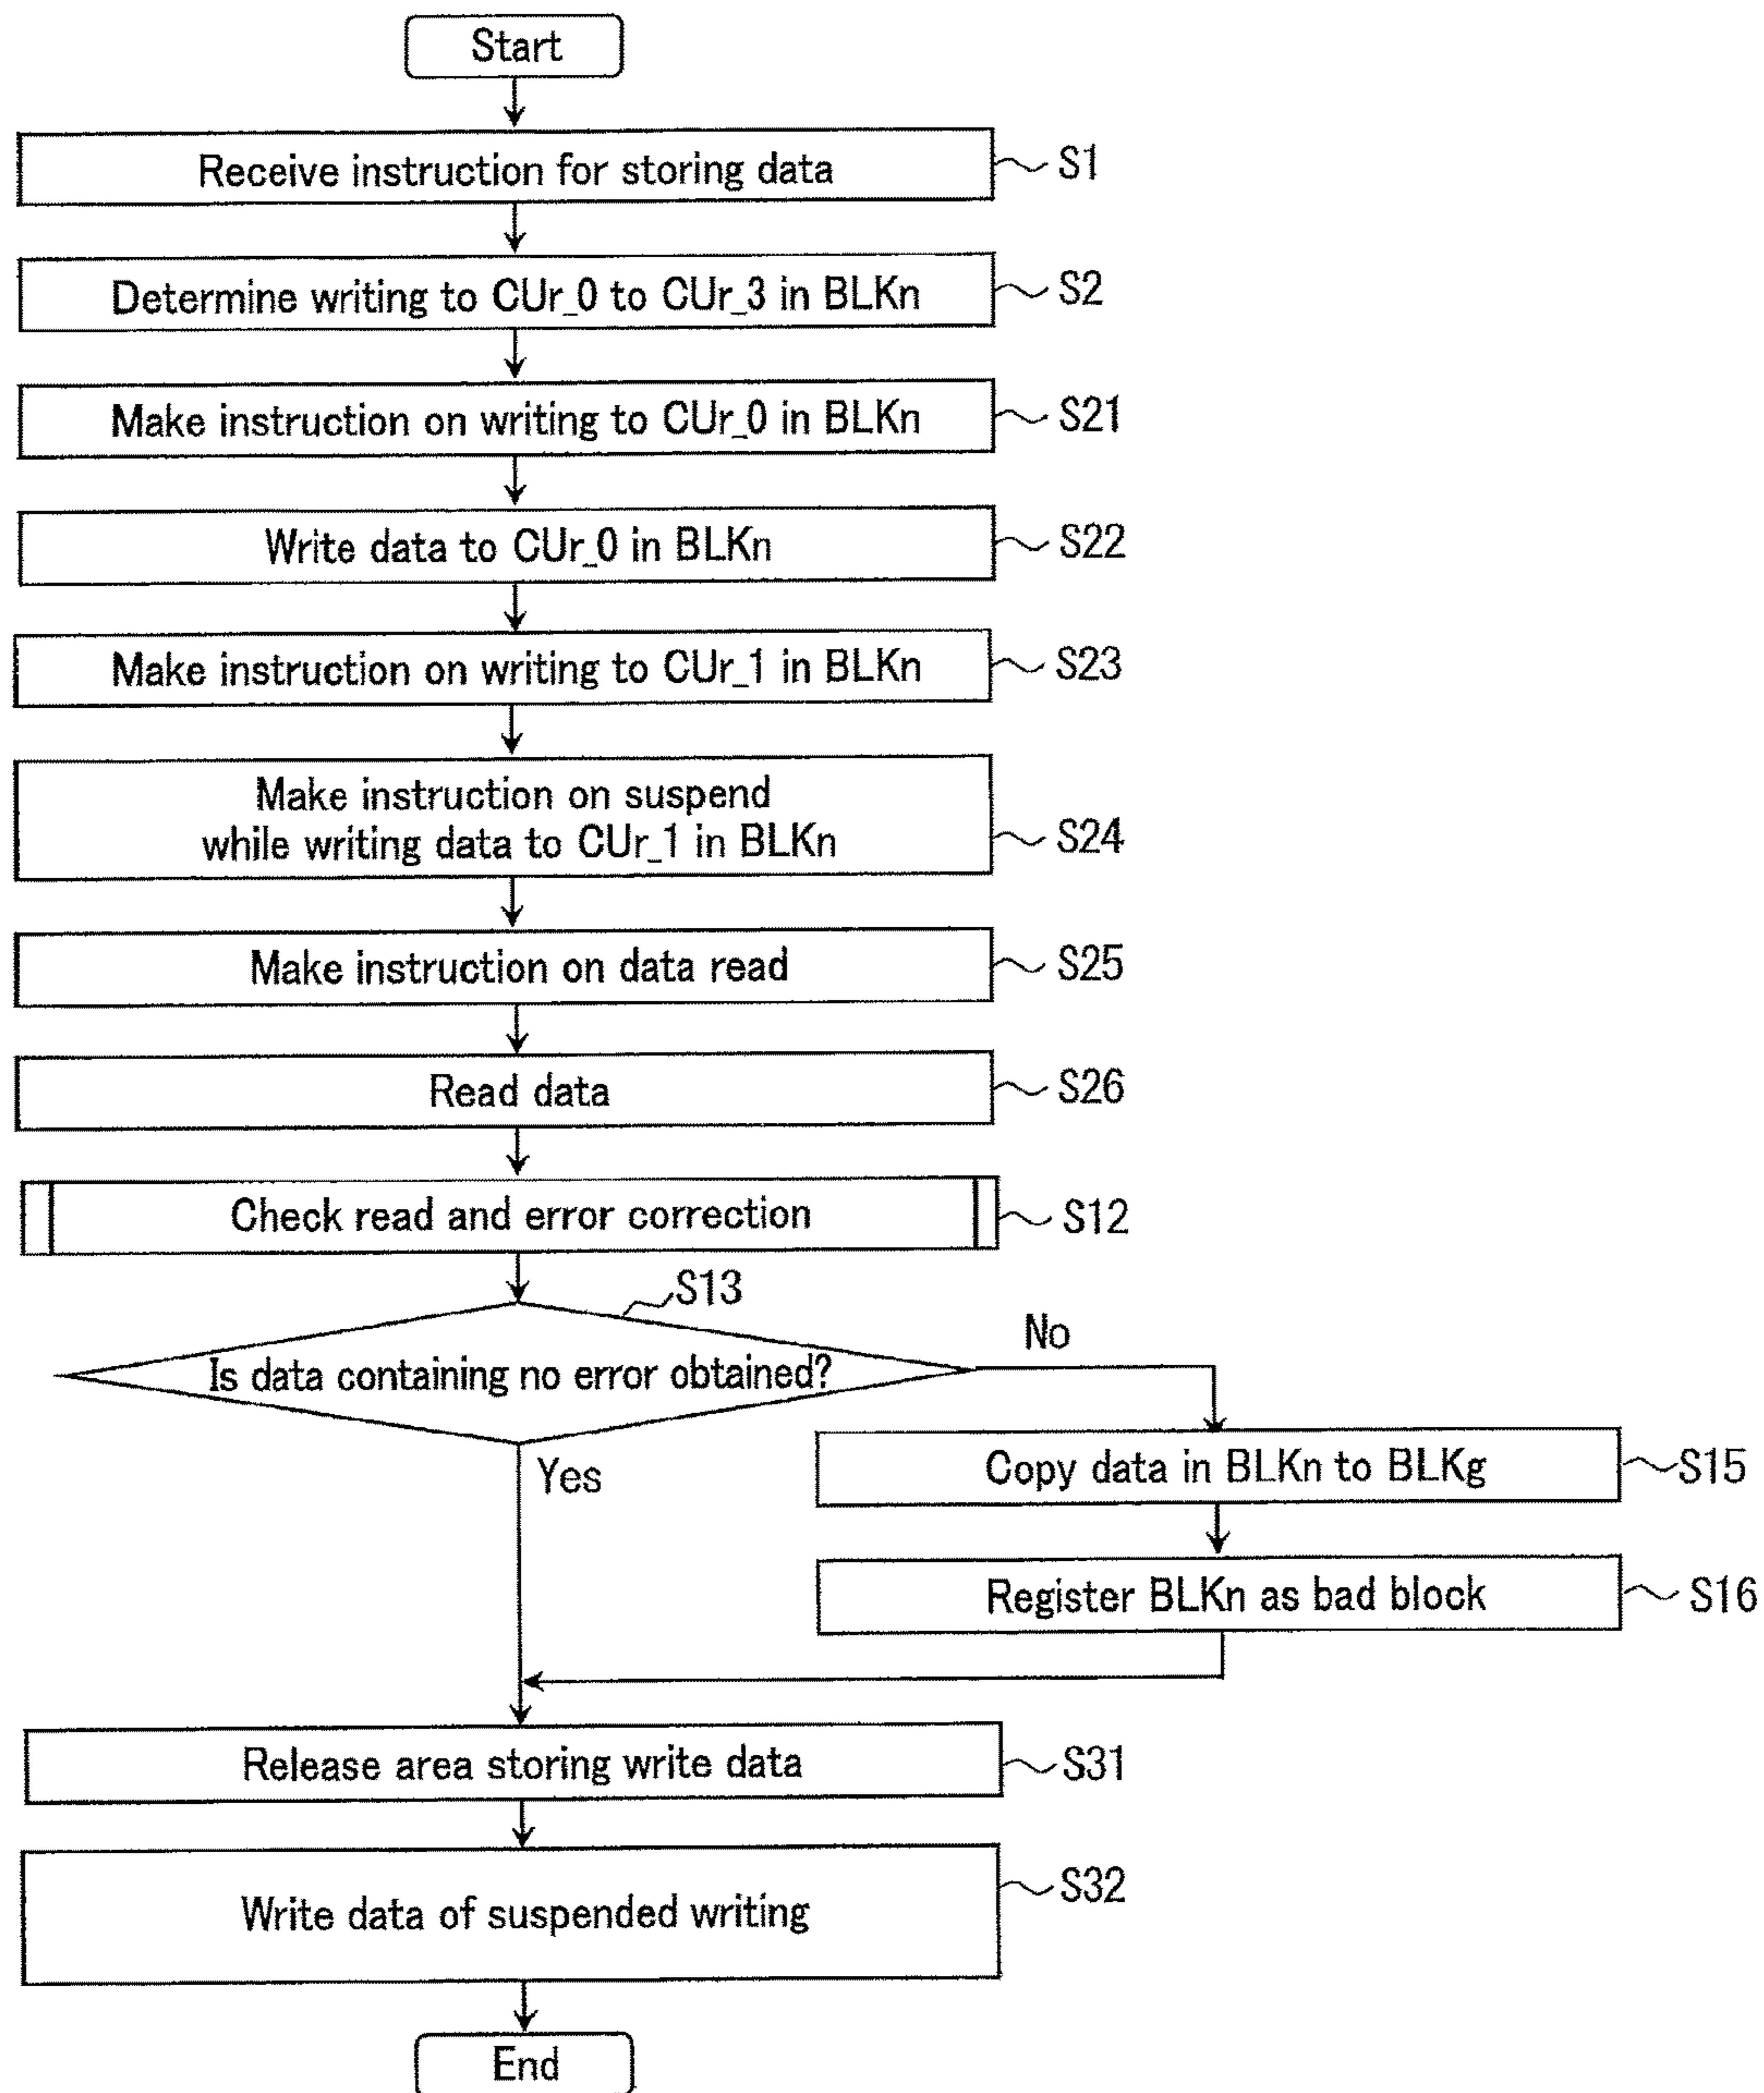 Start
Receive instruction for storing data
S1
Determine writing to CUr_0 to CUr_3 in BLKn
S2
Make instruction on writing to CUr_0 in BLKn
S21
Write data to CUr_0 in BLKn
S22
Make instruction on writing to CUr_1 in BLKn
S23
Make instruction on suspend
while writing data to CUr_1 in BLKn
S24
Make instruction on data read
S25
Read data
S26
Check read and error correction
S12
S13
Is data containing no error obtained?
No
Yes
Copy data in BLKn to BLKg
S15
Register BLKn as bad block
S16
Release area storing write data
S31
Write data of suspended writing
S32
End